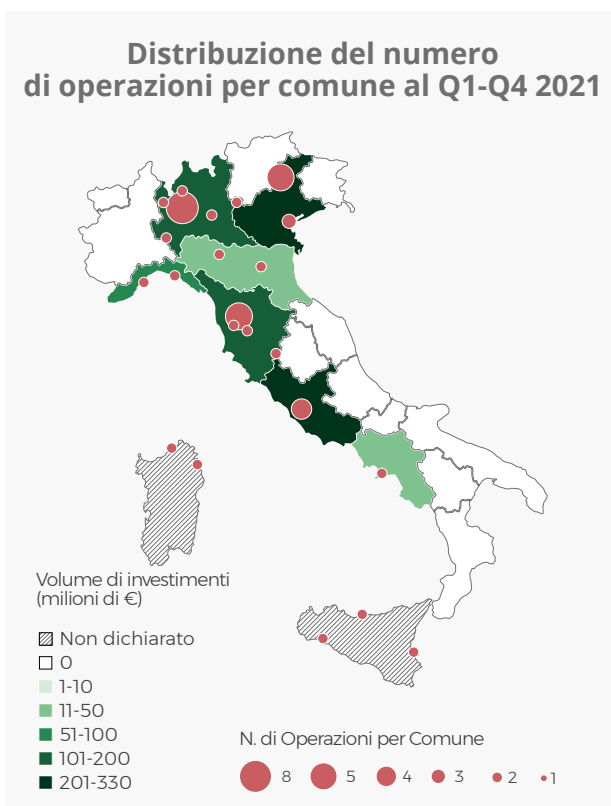 Distribuzione del numero
di operazioni per comune al Q1-Q4 2021
Volume di investimenti
(milioni di €)
Non dichiarato
0
1-10
11-50
51-100
101-200
201-330
N. di Operazioni per Comune
8 5 4 3 2 1